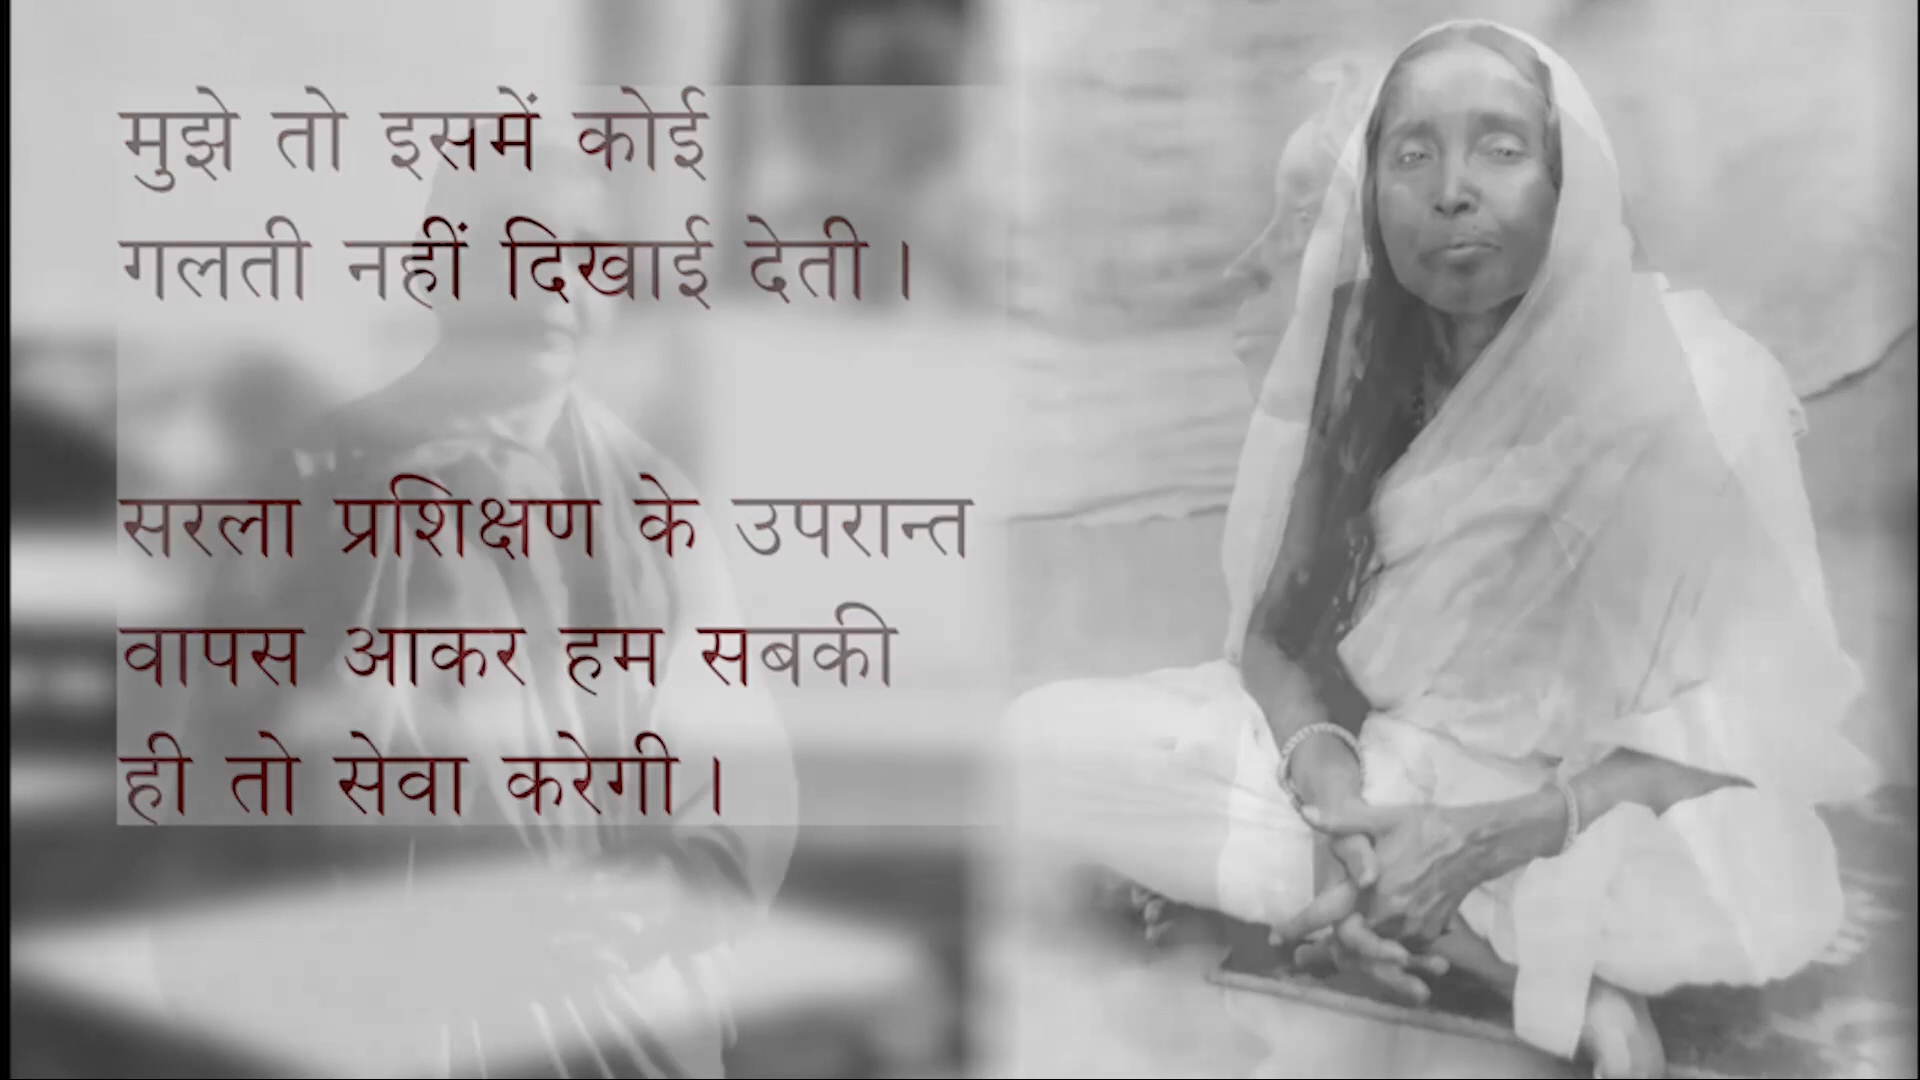 मुझे तो इसमें कोई
गलती नहीं दिखाई देती।
सरला प्रशिक्षण के उपरान्त
वापस आकर हम सबकी
ही तो सेवा करेगी।